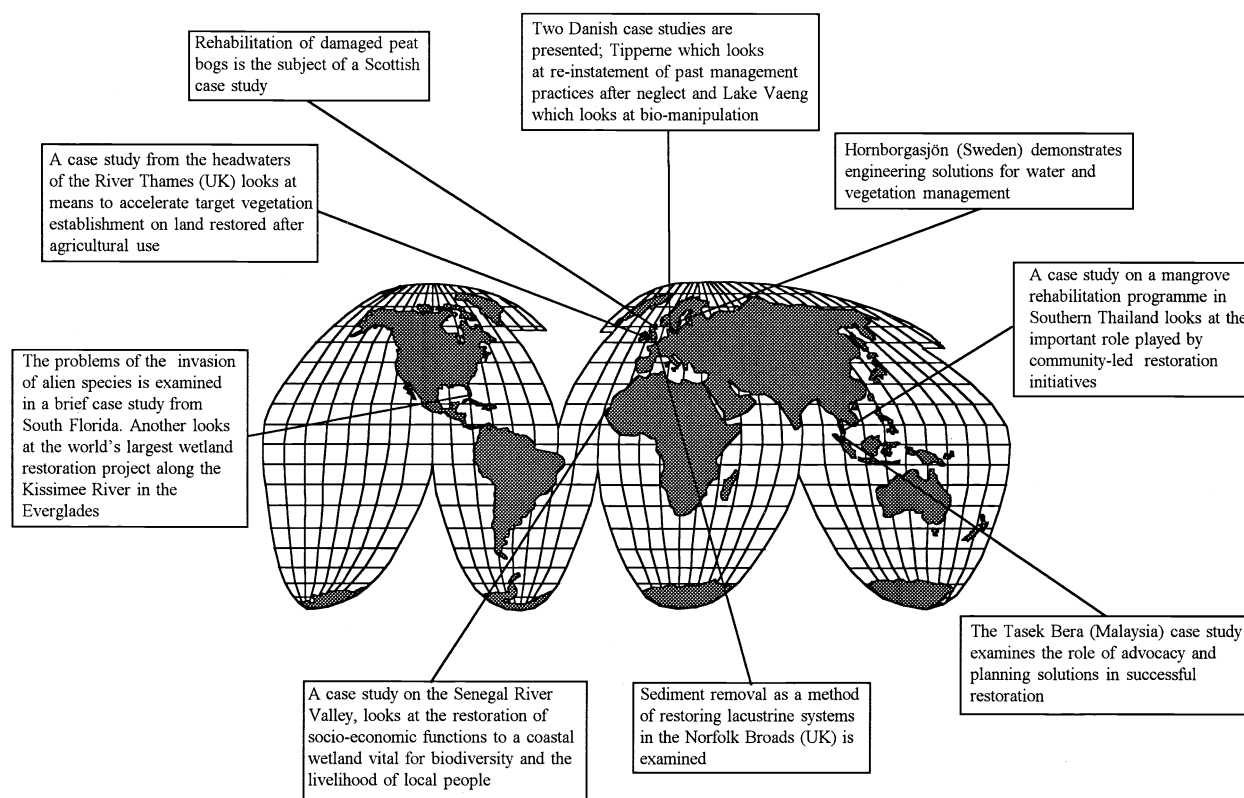 Rehabilitation of damaged peat
bogs is the subject of a Scottish
case study
Two Danish case studies are
presented; Tipperne which looks
at re-instatement of past management
practices after neglect and Lake Vaeng
which looks at bio-manipulation
A case study from the headwaters
of the River Thames (UK) looks at
means to accelerate target vegetation
establishment on land restored after
agricultural use
Hornborgasjön (Sweden) demonstrates
engineering solutions for water and
vegetation management
A case study on a mangrove
rehabilitation programme in
Southern Thailand looks at the
important role played by
community-led restoration
initiatives
The problems of the invasion
of alien species is examined
in a brief case study from
South Florida. Another looks
at the world's largest wetland
restoration project along the
Kissimee River in the
Everglades
The Tasek Bera (Malaysia) case study
examines the role of advocacy and
planning solutions in successful
restoration
A case study on the Senegal River
Valley, looks at the restoration of
socio-economic functions to a coastal
wetland vital for biodiversity and the
livelihood of local people
Sediment removal as a method
of restoring lacustrine systems
in the Norfolk Broads (UK) is
examined